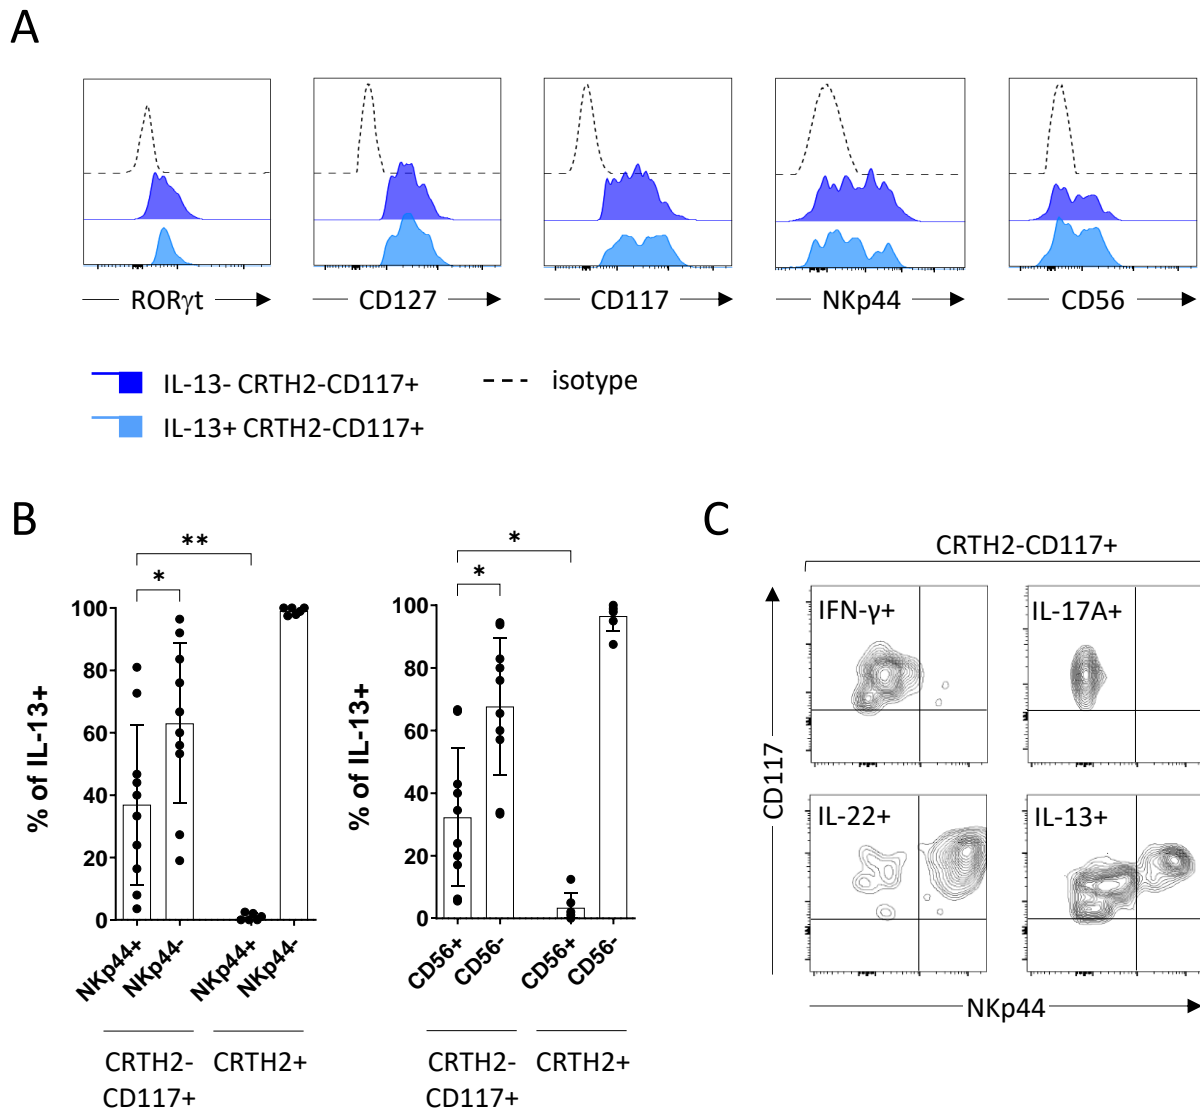 A
RORγt
CD127
CD117
NKp44
CD56
IL-13- CRTH2-CD117+
isotype
IL-13+ CRTH2-CD117+
B
**
*
100
80
60
40
20
0
% of IL-13+
NKp44+
NKp44-
NKp44+
NKp44-
CRTH2-
CD117+
CRTH2+
*
*
100
80
60
40
20
0
% of IL-13+
CD56+
CD56-
CD56+
CD56-
CRTH2-
CD117+
CRTH2+
C
CRTH2-CD117+
IFN-γ+
IL-17A+
IL-22+
IL-13+
CD117
NKp44